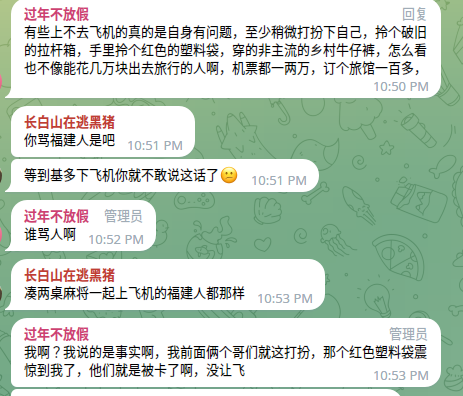 过年不放假 回复
有些上不去飞机的真的是自身有问题，至少稍微打扮下自己，拎个破旧
的拉杆箱，手里拎个红色的塑料袋，穿的非主流的乡村牛仔裤，怎么看
也不像能花几万块出去旅行的人啊，机票都一两万，订个旅馆一百多，
10:50 PM
长白山在逃黑猪
你骂福建人是吧 10:51 PM
等到基多下飞机你就不敢说这话了😕 10:51 PM
过年不放假 管理员
谁骂人啊 10:52 PM
长白山在逃黑猪
凑两桌麻将一起上飞机的福建人都那样 10:53 PM
过年不放假 管理员
我啊？我说的是事实啊，我前面俩个哥们就这打扮，那个红色塑料袋震
惊到我了，他们就是被卡了啊，没让飞 10:53 PM